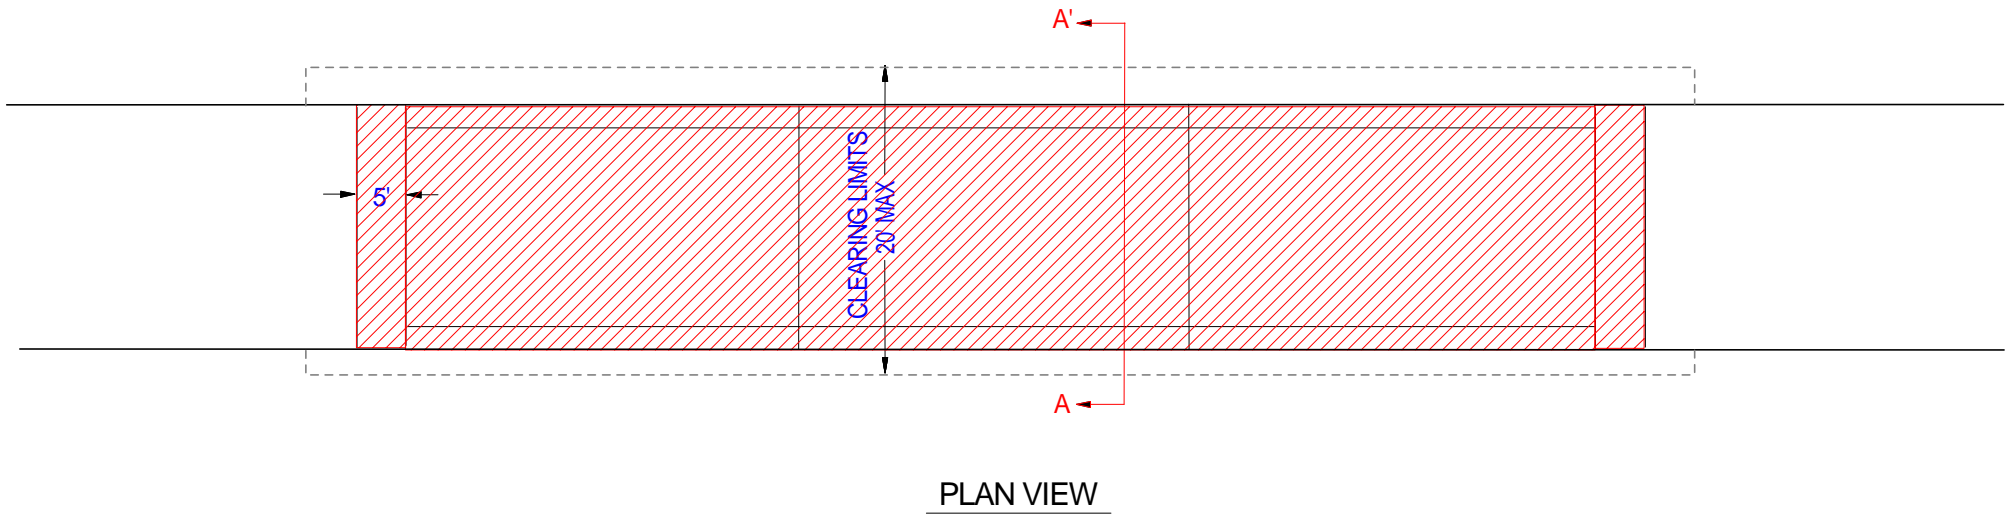 A'
CLEARING LIMITS
20' MAX
5'
A
PLAN VIEW